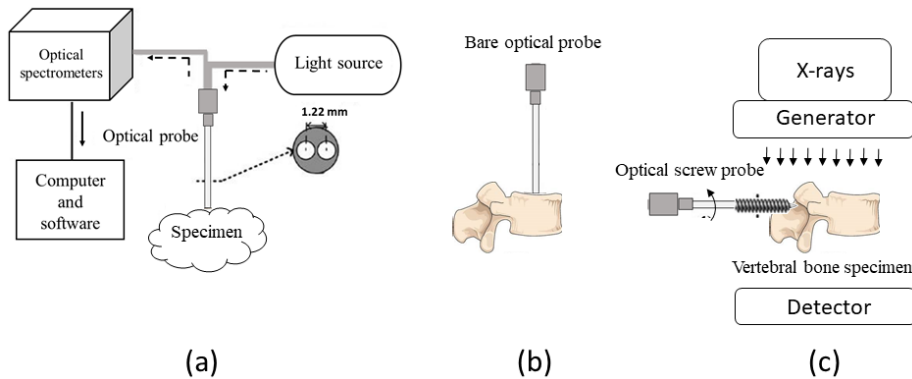 Optical
spectrometers
Light source
1.22 mm
Optical probe
Computer
and
software
Specimen
(a)
Bare optical probe
(b)
X-rays
Generator
Optical screw probe
Vertebral bone specimen
Detector
(c)